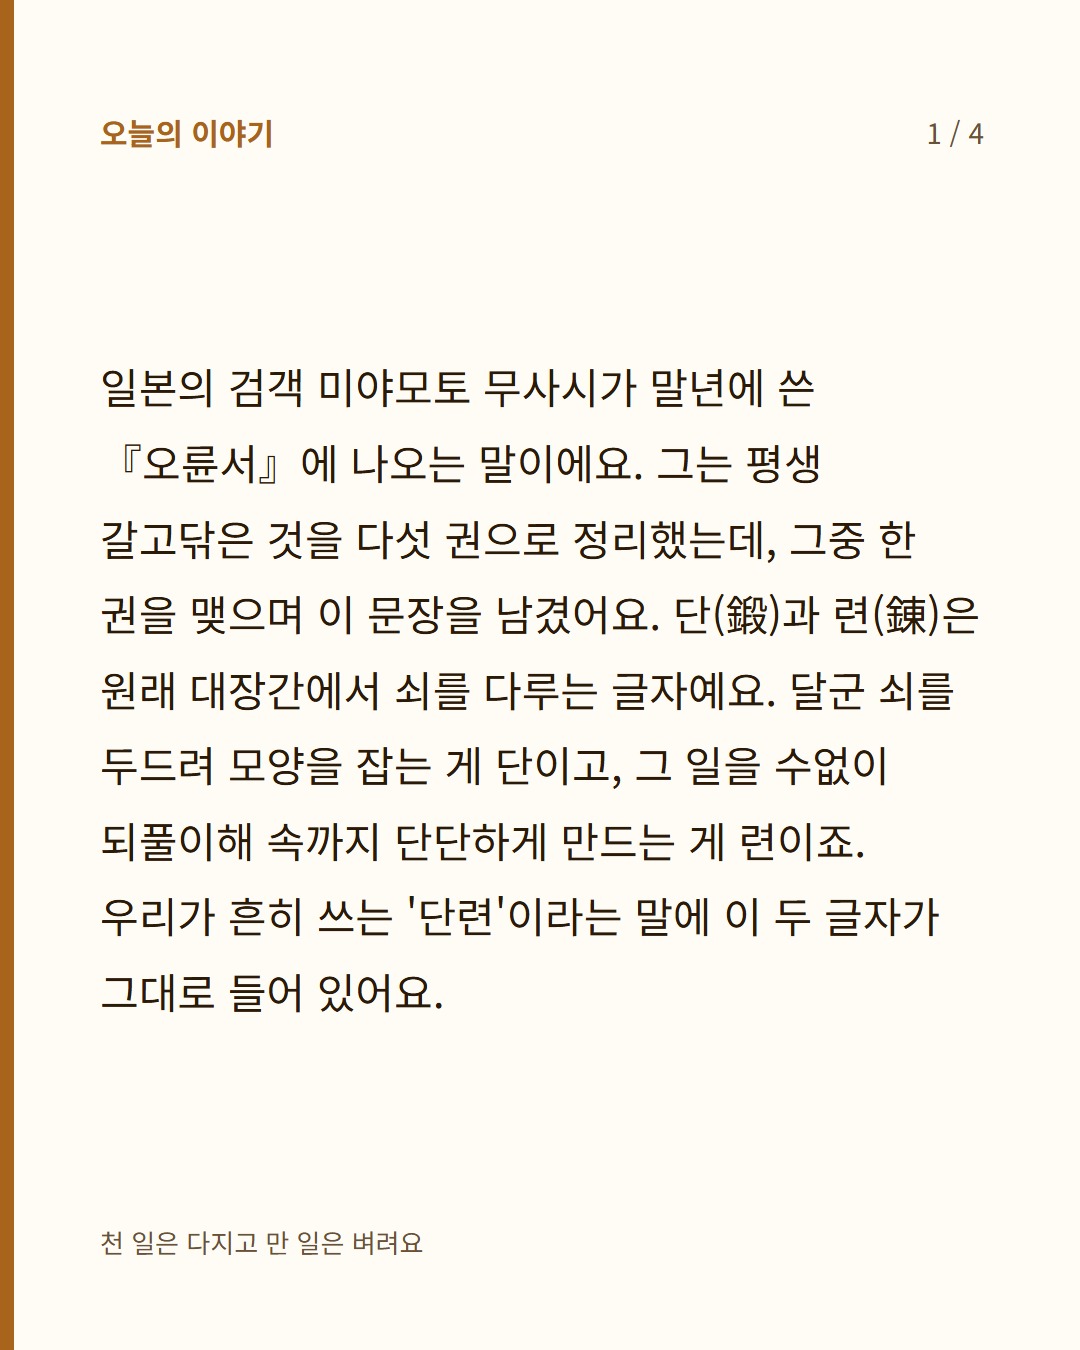 오늘의 이야기
1 / 4
일본의 검객 미야모토 무사시가 말년에 쓴
『오륜서』에 나오는 말이에요. 그는 평생
갈고닦은 것을 다섯 권으로 정리했는데, 그중 한
권을 맺으며 이 문장을 남겼어요. 단(鍛)과 련(錬)은
원래 대장간에서 쇠를 다루는 글자예요. 달군 쇠를
두드려 모양을 잡는 게 단이고, 그 일을 수없이
되풀이해 속까지 단단하게 만드는 게 련이죠.
우리가 흔히 쓰는 '단련'이라는 말에 이 두 글자가
그대로 들어 있어요.
천 일은 다지고 만 일은 벼려요